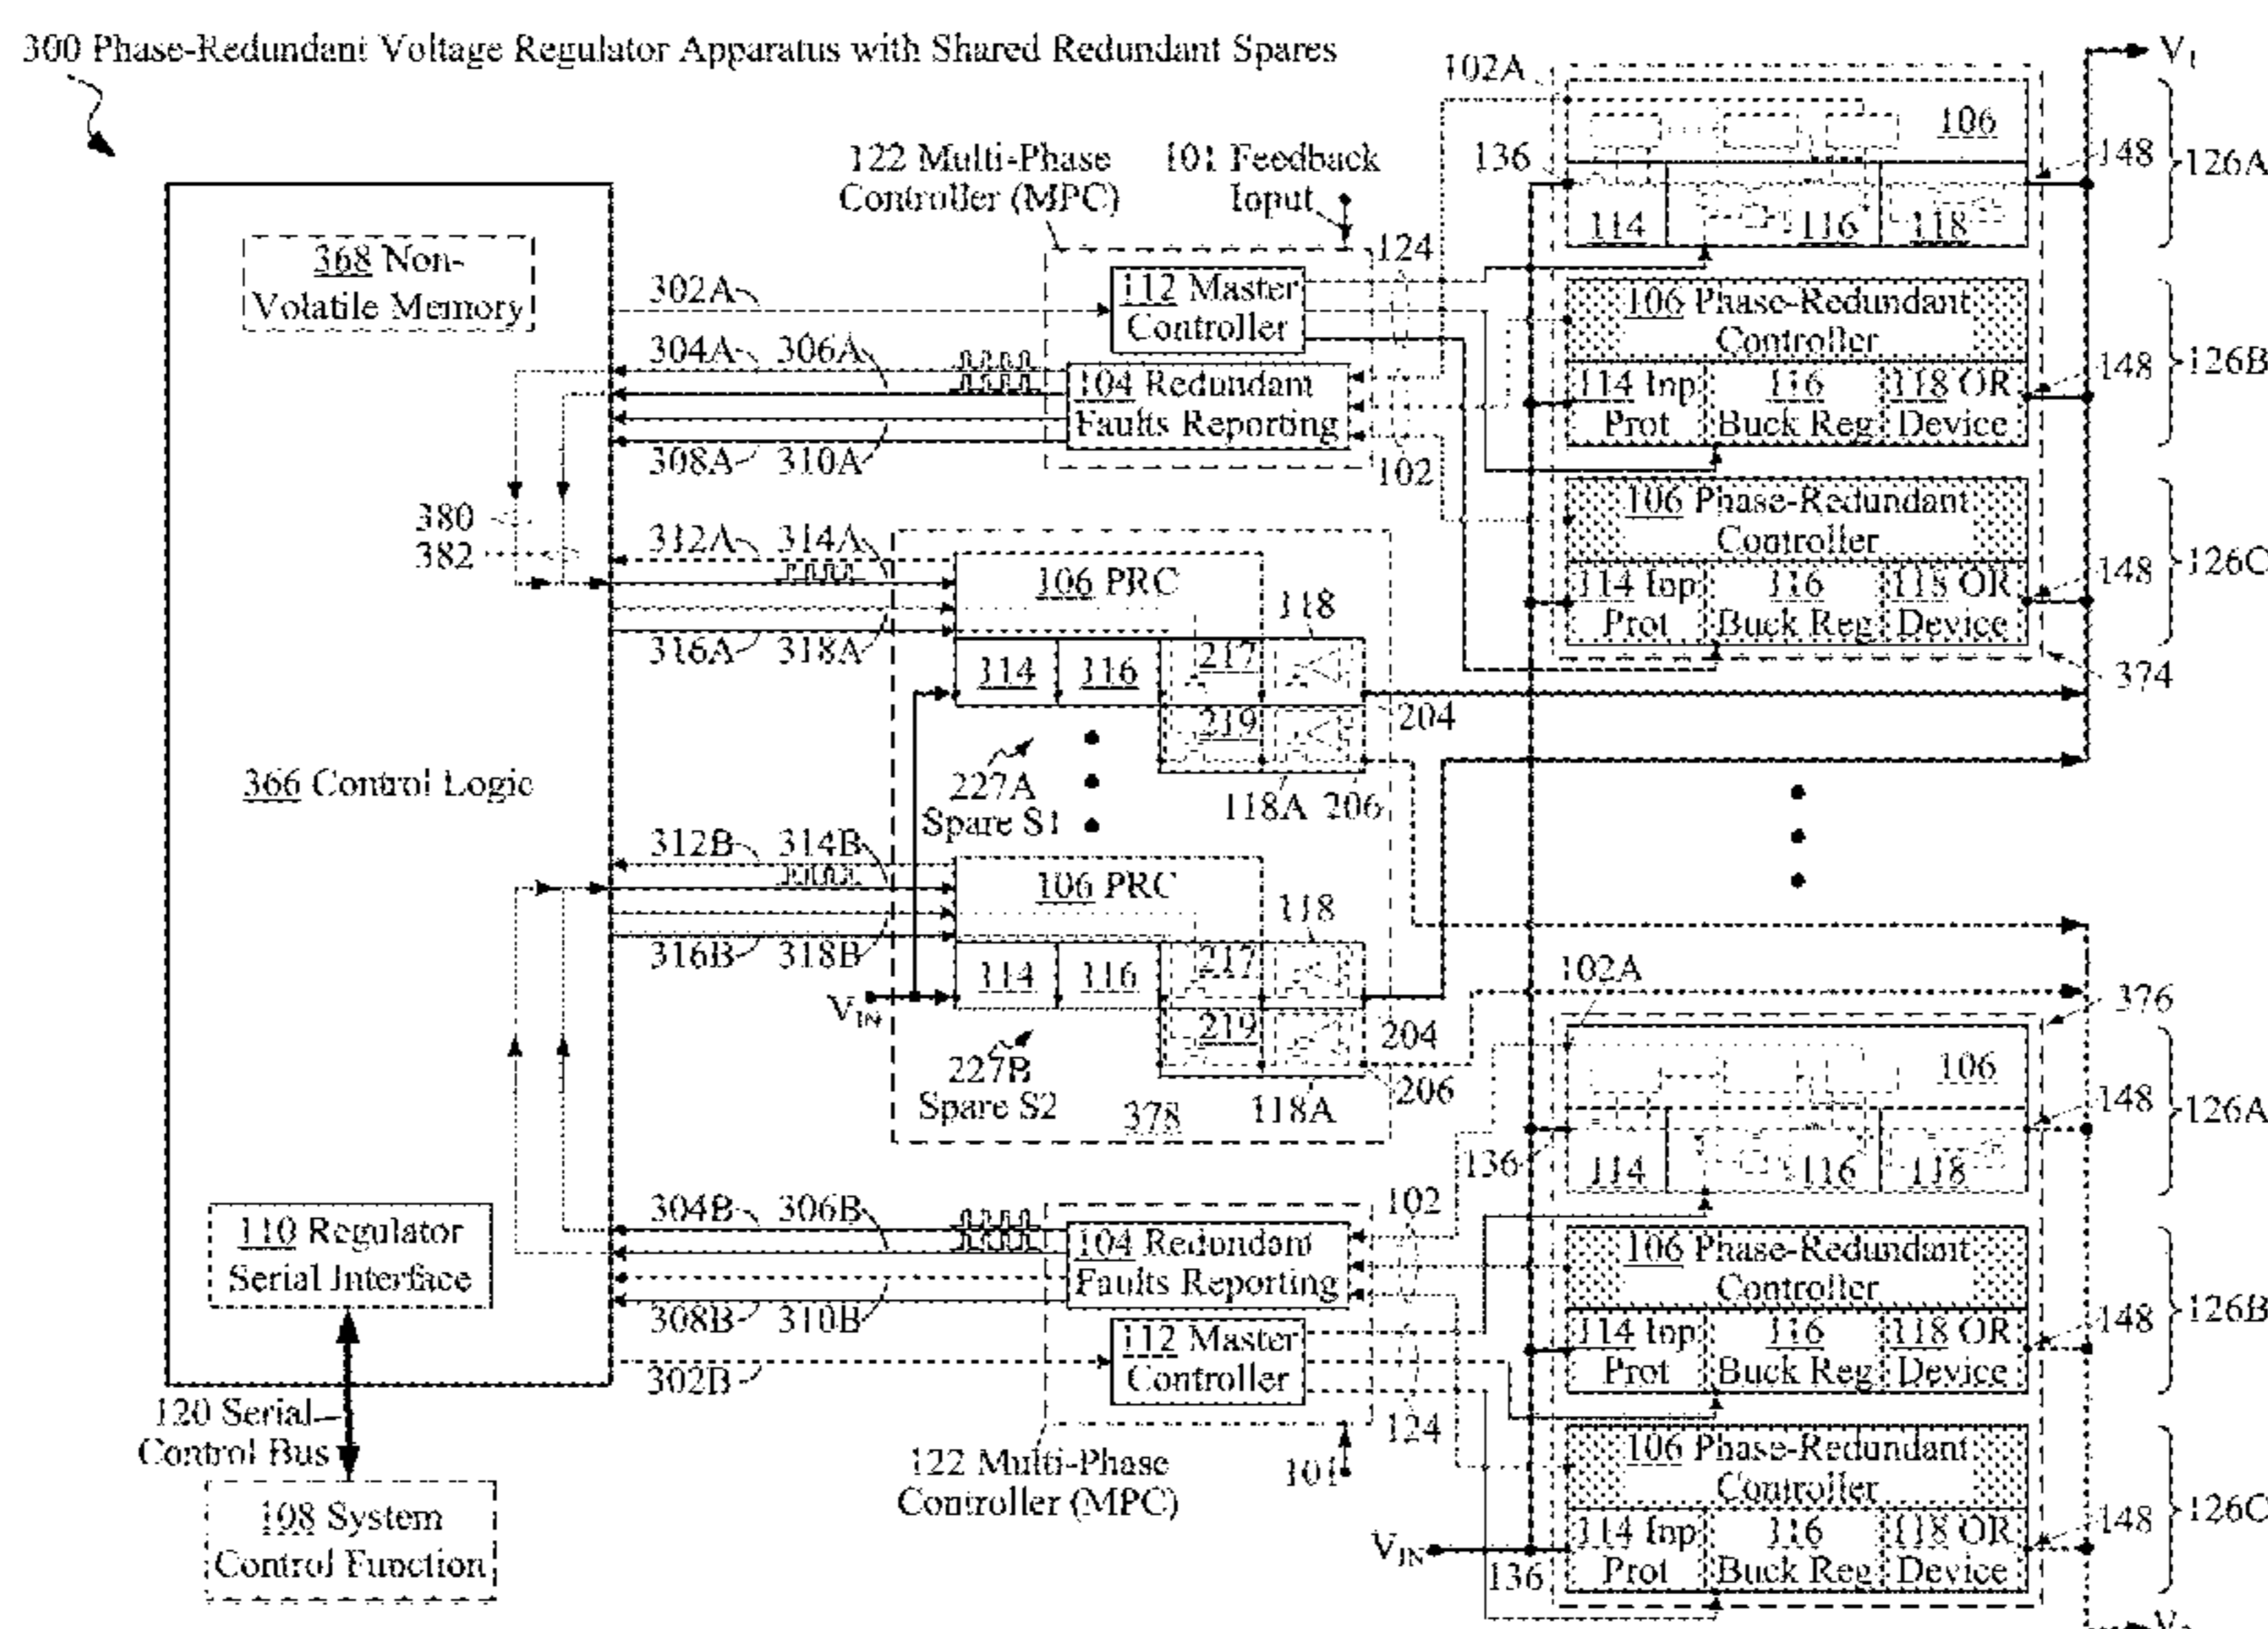 300 Phase-Redundant Voltage Regulator Apparatus with Shared Redundant Spares
V1
102A
106
136
148
126A
114
116
118
122 Multi-Phase
Controller (MPC)
101 Feedback
Input
124
368 Non-
Volatile Memory
302A
112 Master
Controller
304A
306A
104 Redundant
Faults Reporting
308A
310A
102
106 Phase-Redundant
Controller
114 Inp
Prot
116
Buck Reg
118 OR
Device
148
126B
106 Phase-Redundant
Controller
114 Inp
Prot
116
Buck Reg
118 OR
Device
148
126C
374
380
382
312A
314A
106 PRC
118
316A
318A
114
116
217
204
219
227A
Spare S1
118A
206
366 Control Logic
312B
314B
106 PRC
118
316B
318B
114
116
217
204
VIN
219
206
227B
Spare S2
118A
378
102A
376
106
148
126A
136
114
116
118
304B
306B
102
104 Redundant
Faults Reporting
308B
310B
110 Regulator
Serial Interface
302B
112 Master
Controller
124
106 Phase-Redundant
Controller
114 Inp
Prot
116
Buck Reg
118 OR
Device
148
126B
120 Serial
Control Bus
122 Multi-Phase
Controller (MPC)
101
106 Phase-Redundant
Controller
114 Inp
Prot
116
Buck Reg
118 OR
Device
148
126C
VIN
136
108 System
Control Function